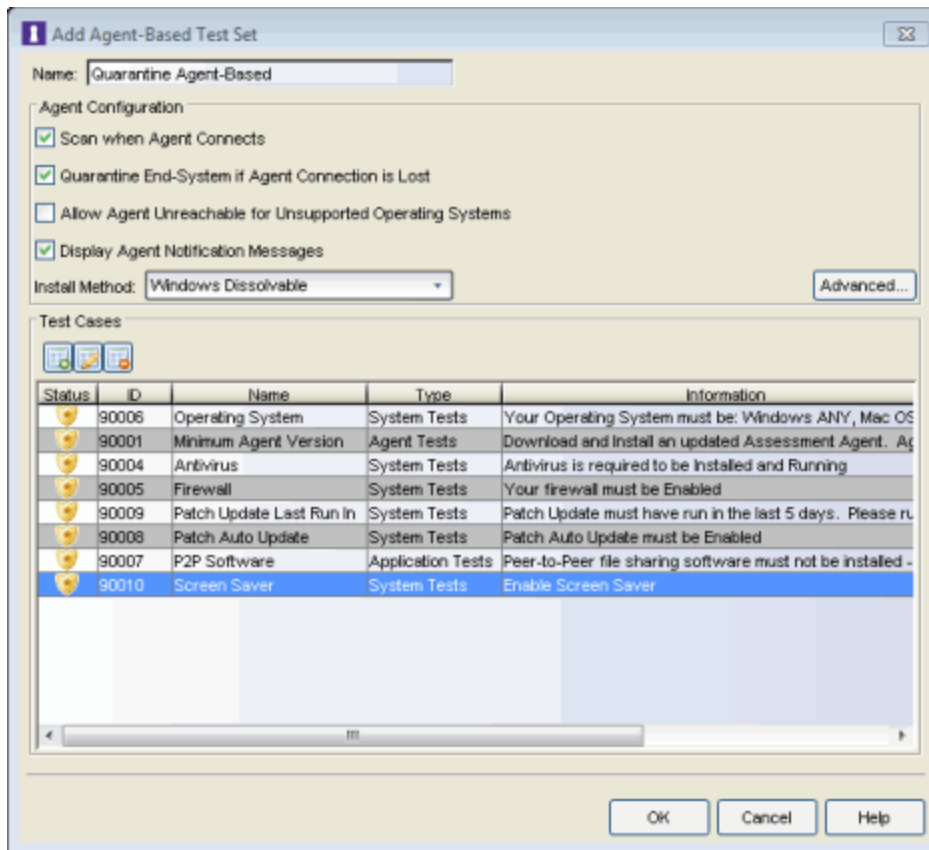 Add Agent-Based Test Set
Name: Quarantine Agent-Based
Agent Configuration
Scan when Agent Connects
Quarantine End-System if Agent Connection is Lost
Allow Agent Unreachable for Unsupported Operating Systems
Display Agent Notification Messages
Install Method: Windows Dissolvable Advanced...
Test Cases
Status ID Name Type Information
90006 Operating System System Tests Your Operating System must be: Windows ANY, Mac OS
90001 Minimum Agent Version Agent Tests Download and Install an updated Assessment Agent. Ag
90004 Antivirus System Tests Antivirus is required to be Installed and Running
90005 Firewall System Tests Your firewall must be Enabled
90009 Patch Update Last Run In System Tests Patch Update must have run in the last 5 days. Please ru
90008 Patch Auto Update System Tests Patch Auto Update must be Enabled
90007 P2P Software Application Tests Peer-to-Peer file sharing software must not be installed -
90010 Screen Saver System Tests Enable Screen Saver
OK Cancel Help